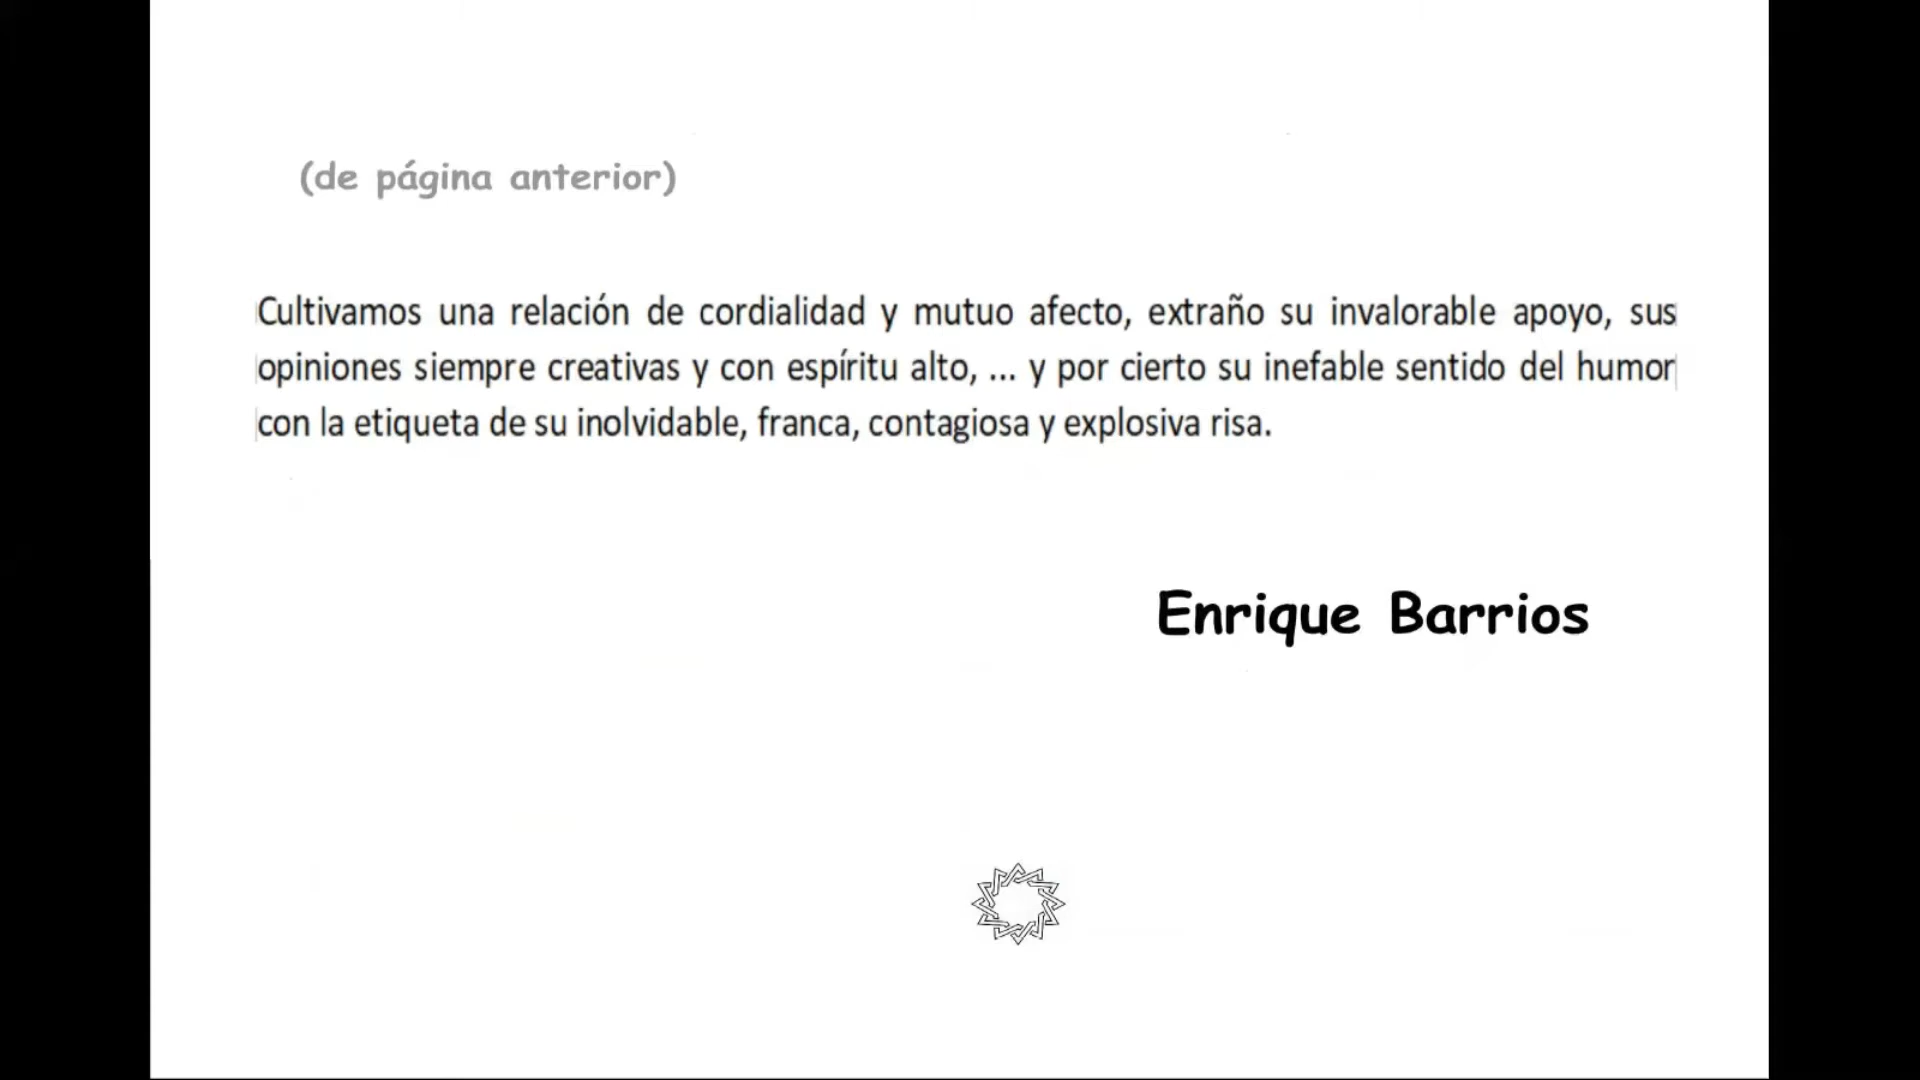 (de página anterior)
Cultivamos una relación de cordialidad y mutuo afecto, extraño su invalorable apoyo, sus
opiniones siempre creativas y con espíritu alto, ... y por cierto su inefable sentido del humor
con la etiqueta de su inolvidable, franca, contagiosa y explosiva risa.
Enrique Barrios